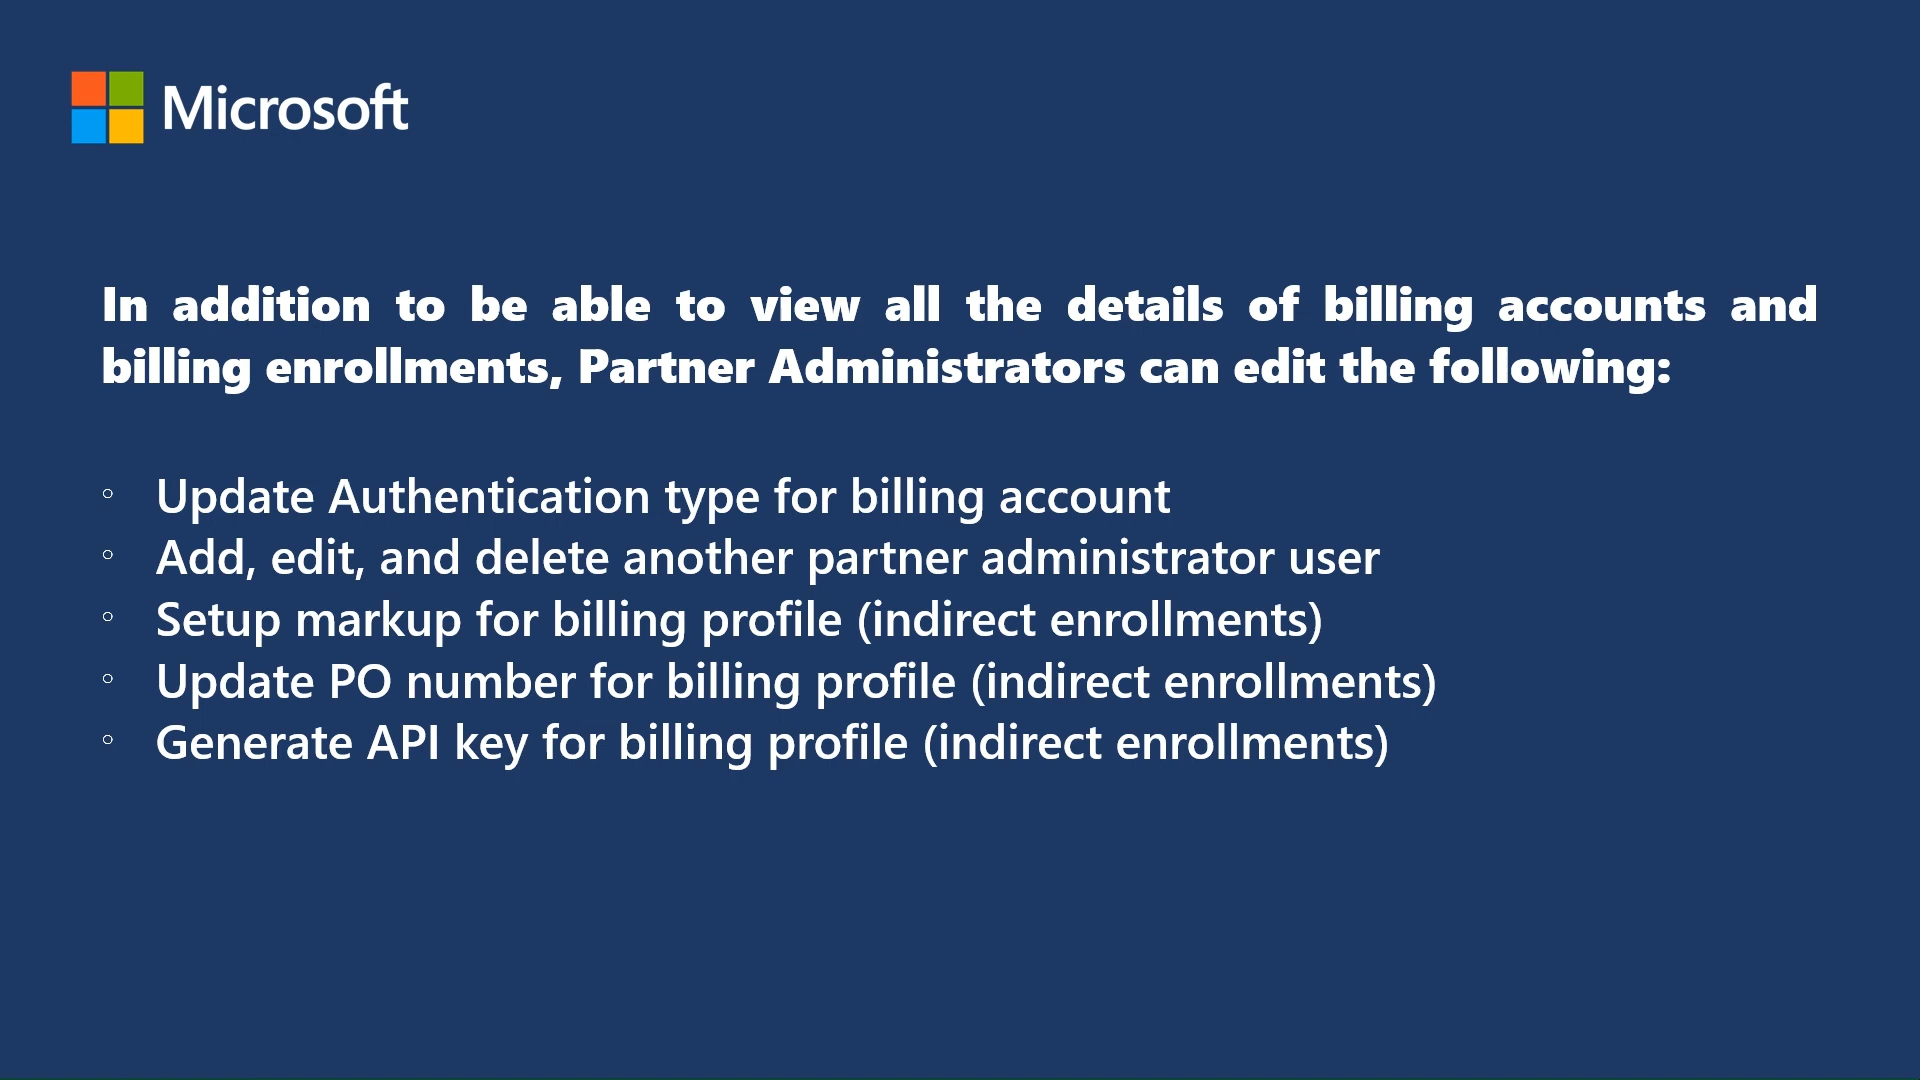 Microsoft
In addition to be able to view all the details of billing accounts and
billing enrollments, Partner Administrators can edit the following:
◦ Update Authentication type for billing account
◦ Add, edit, and delete another partner administrator user
◦ Setup markup for billing profile (indirect enrollments)
◦ Update PO number for billing profile (indirect enrollments)
◦ Generate API key for billing profile (indirect enrollments)